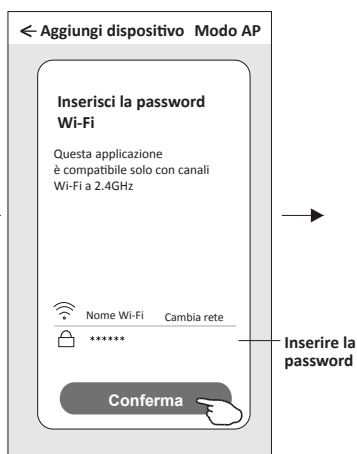 ← Aggiungi dispositivo Modo AP
Inserisci la password
Wi-Fi
Questa applicazione
è compatibile solo con canali
Wi-Fi a 2.4GHz
Nome Wi-Fi Cambia rete
******
Inserire la
password
Conferma